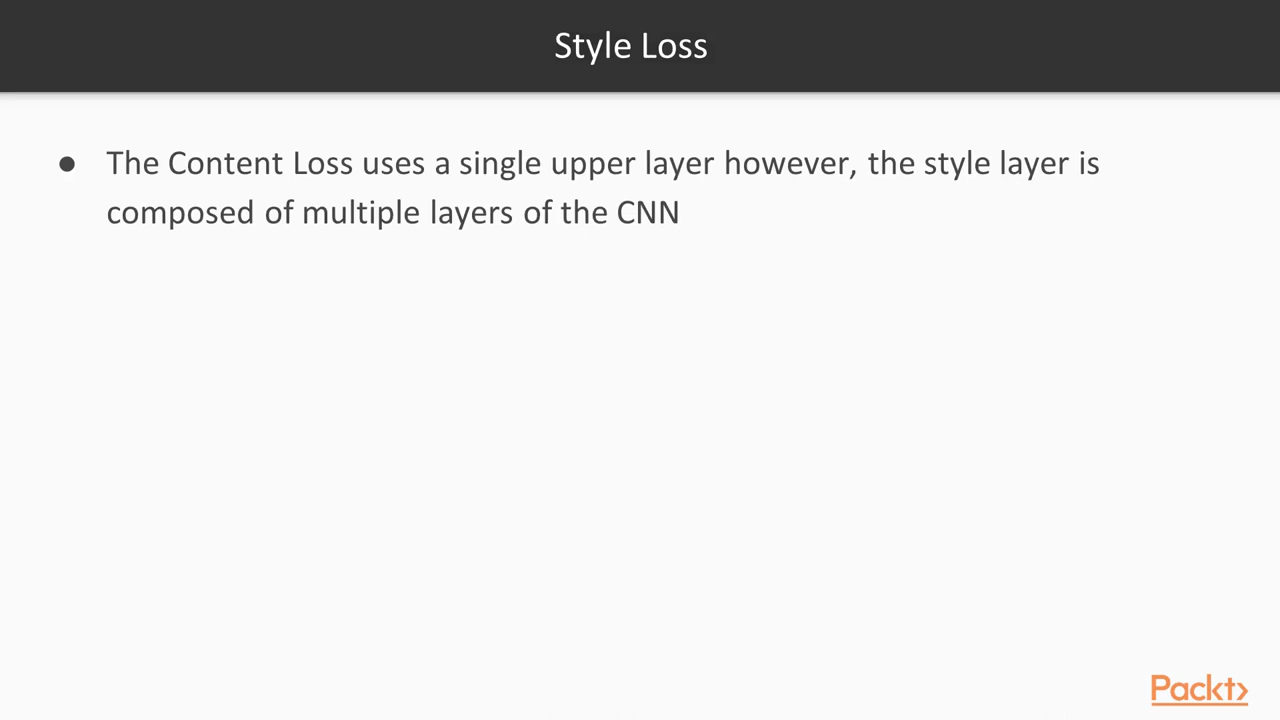 Style Loss
● The Content Loss uses a single upper layer however, the style layer is
composed of multiple layers of the CNN
Packt>